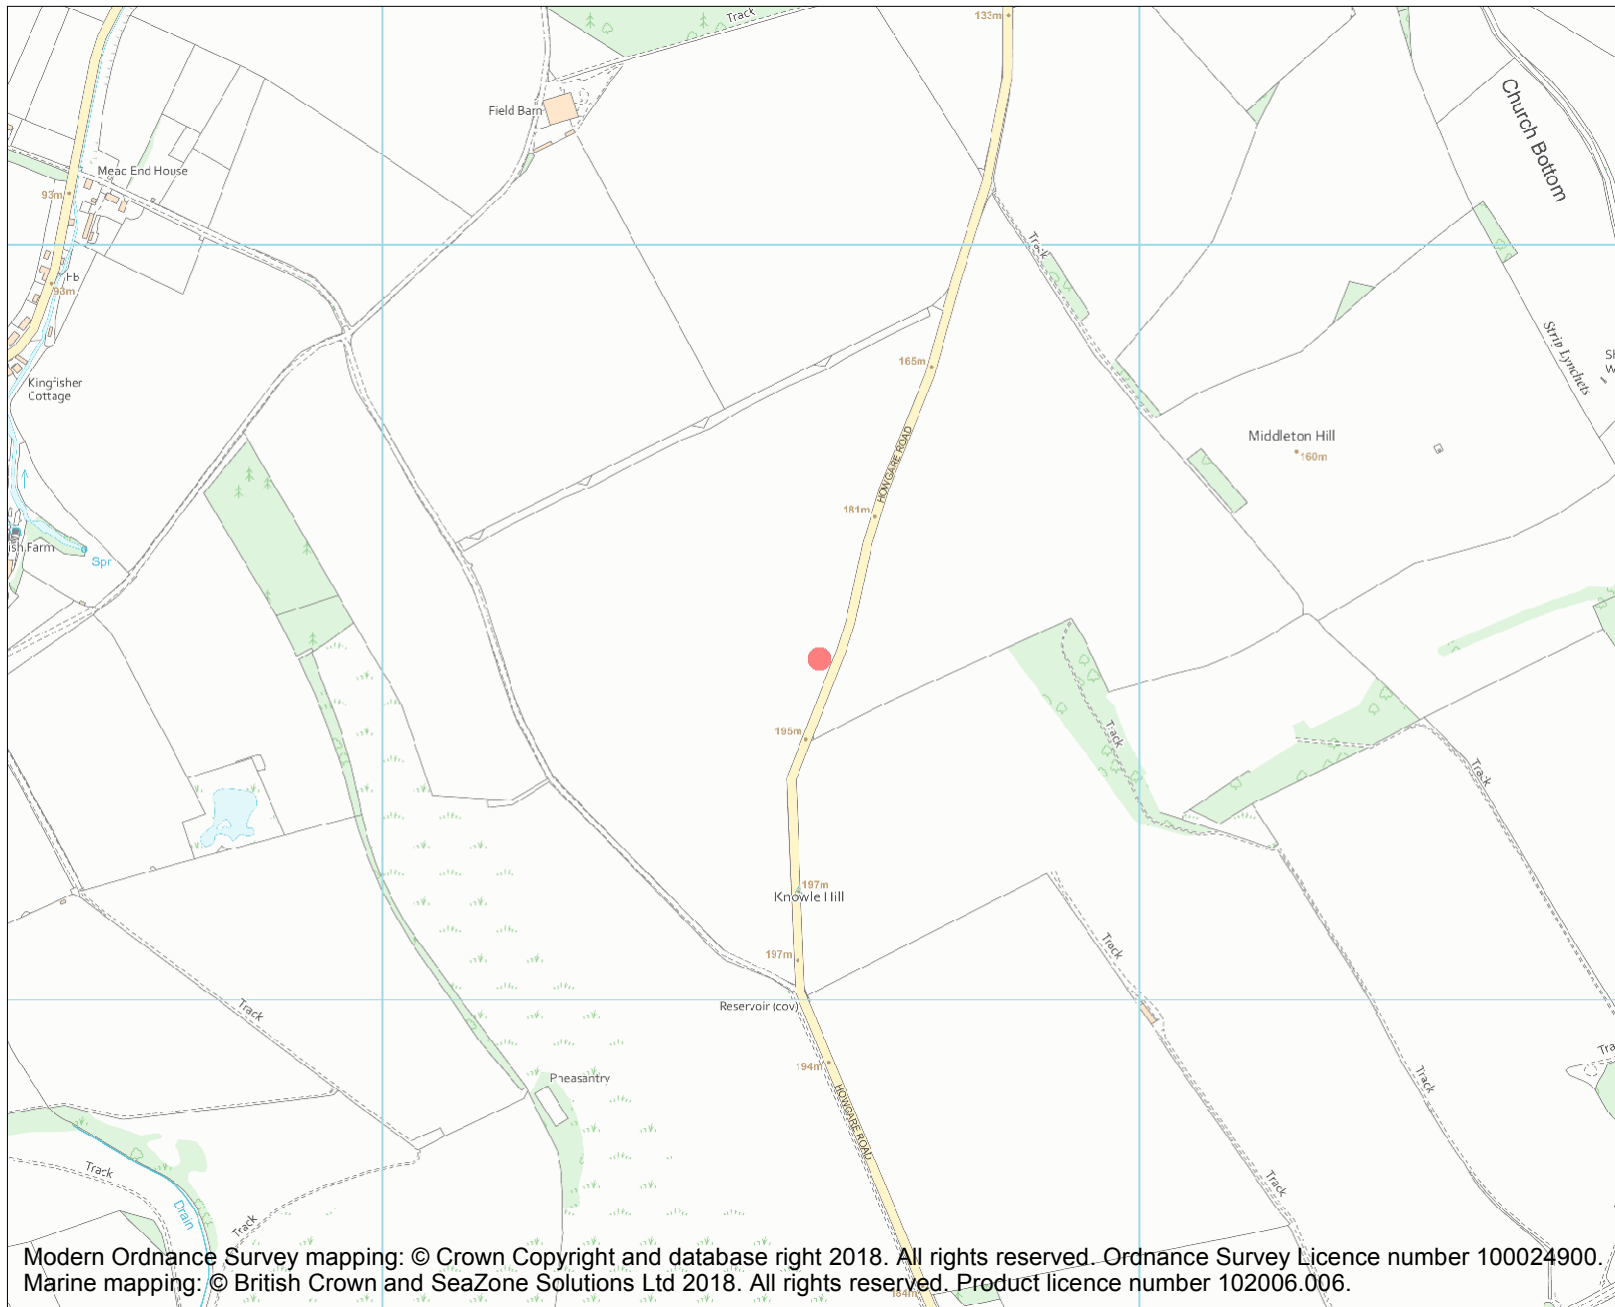 133m
Track
Field Barn
Church Bottom
Meac End House
93m
Track
Fb
93m
165m
Strip Lynchets
Kingfisher
Cottage
HOWGARE ROAD
Middleton Hill
160m
181m
ish Farm
Spr
195m
Track
Track
197m
Knowle Hill
197m
Track
Reservoir (cov)
Track
194m
Track
Pheasantry
HOWGARE ROAD
Track
Track
Drain
Track
184m
Modern Ordnance Survey mapping: © Crown Copyright and database right 2018. All rights reserved. Ordnance Survey Licence number 100024900.
Marine mapping: © British Crown and SeaZone Solutions Ltd 2018. All rights reserved. Product licence number 102006.006.